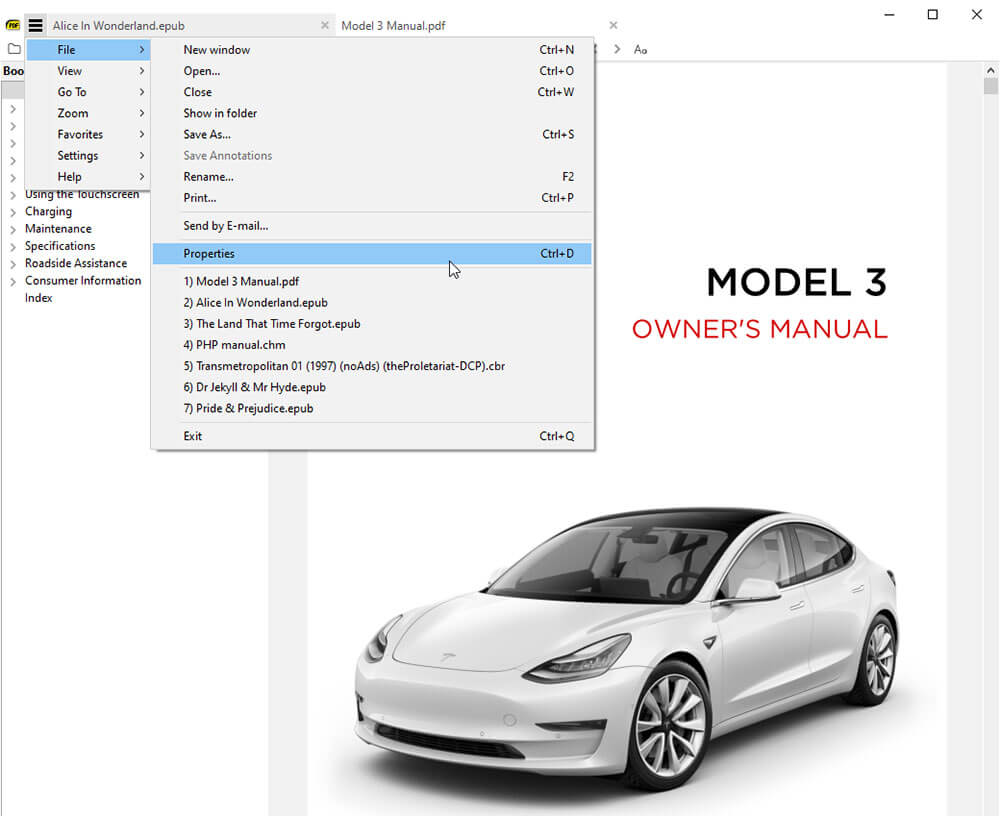 PDF
Alice In Wonderland.epub
Model 3 Manual.pdf
Aa
Boo
File
View
Go To
Zoom
Favorites
Settings
Help
New window Ctrl+N
Open... Ctrl+O
Close Ctrl+W
Show in folder
Save As... Ctrl+S
Save Annotations
Rename... F2
Print... Ctrl+P
Send by E-mail...
Properties Ctrl+D
1) Model 3 Manual.pdf
2) Alice In Wonderland.epub
3) The Land That Time Forgot.epub
4) PHP manual.chm
5) Transmetropolitan 01 (1997) (noAds) (theProletariat-DCP).cbr
6) Dr Jekyll & Mr Hyde.epub
7) Pride & Prejudice.epub
Exit Ctrl+Q
Using the Touchscreen
Charging
Maintenance
Specifications
Roadside Assistance
Consumer Information
Index
MODEL 3
OWNER'S MANUAL